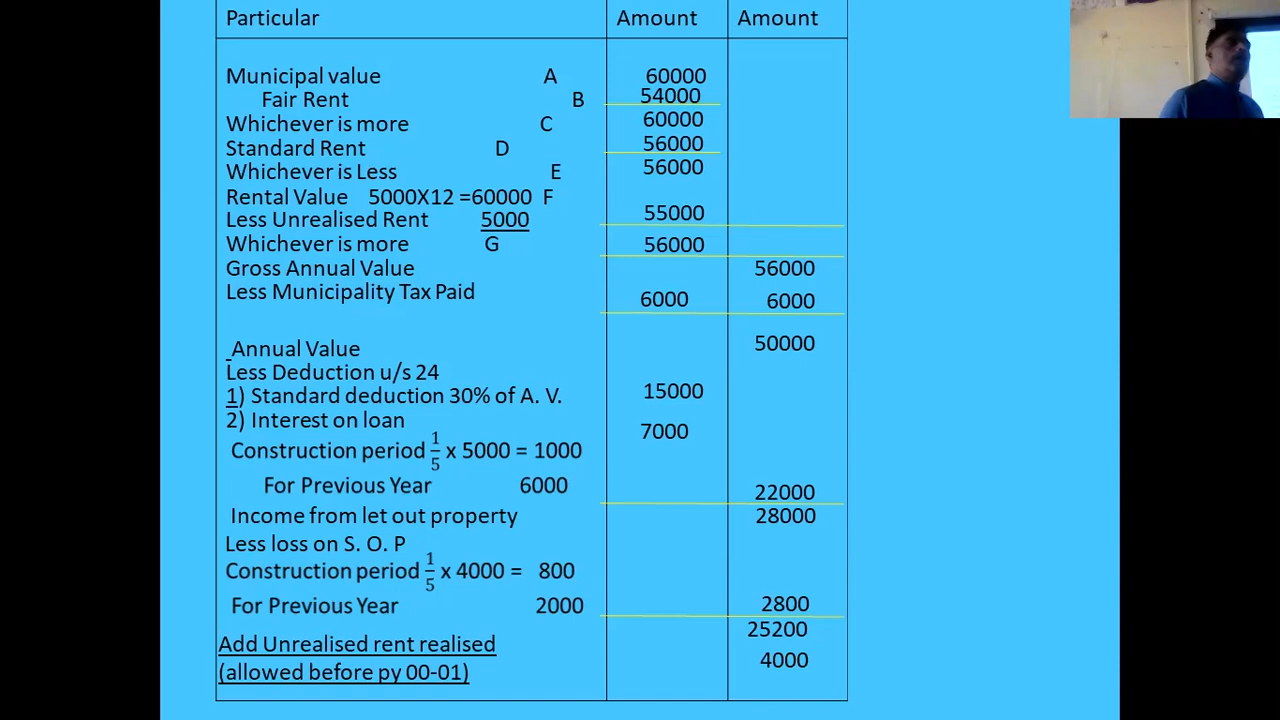 Particular Amount Amount
Municipal value A 60000
Fair Rent B 54000
Whichever is more C 60000
Standard Rent D 56000
Whichever is Less E 56000
Rental Value 5000X12 =60000 F
Less Unrealised Rent 5000 55000
Whichever is more G 56000
Gross Annual Value 56000
Less Municipality Tax Paid 6000 6000
_Annual Value 50000
Less Deduction u/s 24
1) Standard deduction 30% of A. V. 15000
2) Interest on loan 7000
Construction period 1/5 x 5000 = 1000
For Previous Year 6000 22000
Income from let out property 28000
Less loss on S. O. P
Construction period 1/5 x 4000 = 800
For Previous Year 2000 2800
25200
Add Unrealised rent realised 4000
(allowed before py 00-01)